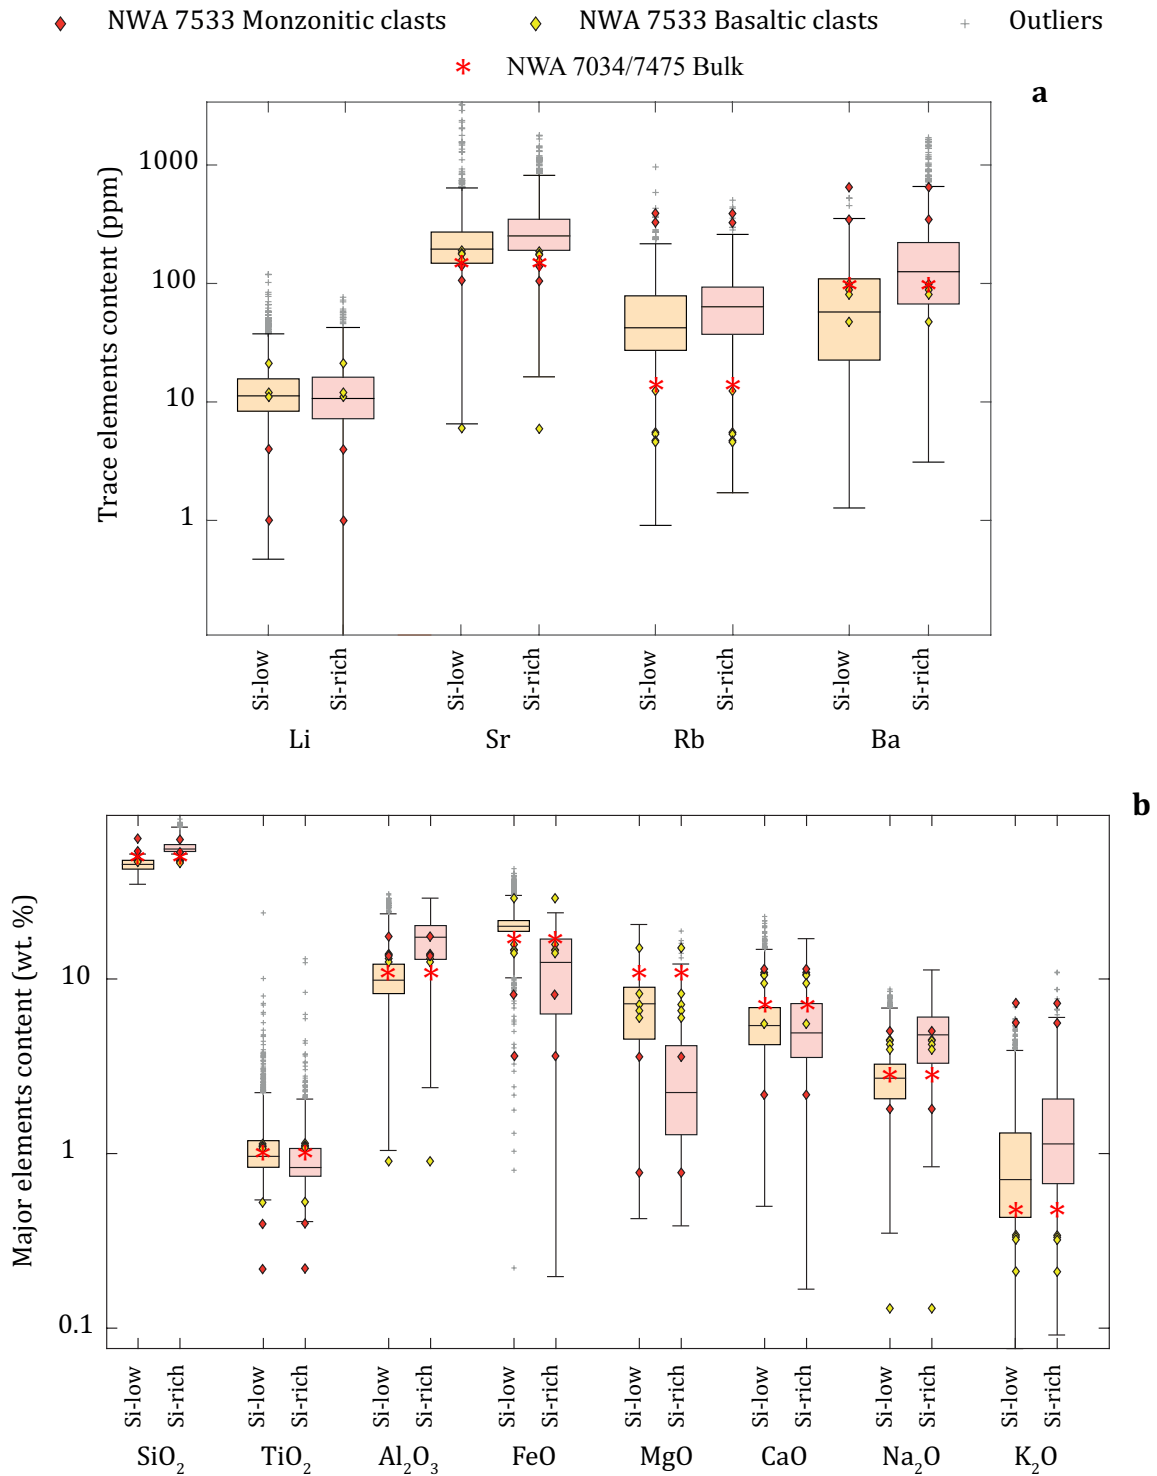 NWA 7533 Monzonitic clasts NWA 7533 Basaltic clasts Outliers
NWA 7034/7475 Bulk
a
Trace elements content (ppm)
1000
100
10
1
Si-low Si-rich Si-low Si-rich Si-low Si-rich Si-low Si-rich
Li Sr Rb Ba
b
Major elements content (wt. %)
10
1
0.1
Si-low Si-rich Si-low Si-rich Si-low Si-rich Si-low Si-rich Si-low Si-rich Si-low Si-rich Si-low Si-rich Si-low Si-rich
SiO₂ TiO₂ Al₂O₃ FeO MgO CaO Na₂O K₂O